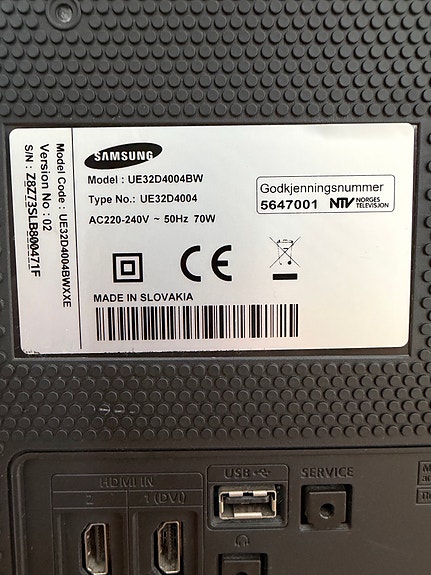 SAMSUNG
Model : UE32D4004BW
Type No.: UE32D4004
AC220-240V ~ 50Hz 70W
Godkjenningsnummer
5647001 NTV NORGES
TELEVISJON
CE
MADE IN SLOVAKIA
Model Code : UE32D4004BWXXE
Version No : 02
S/N : Z8Z73SLB800471F
HDMI IN
2
1 (DVI)
USB
SERVICE